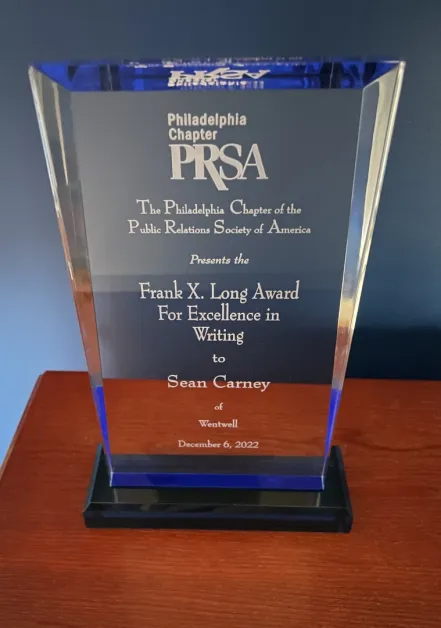 Philadelphia
Chapter
PRSA
The Philadelphia Chapter of the
Public Relations Society of America
Presents the
Frank X. Long Award
For Excellence in
Writing
to
Sean Carney
of
Wentwell
December 6, 2022